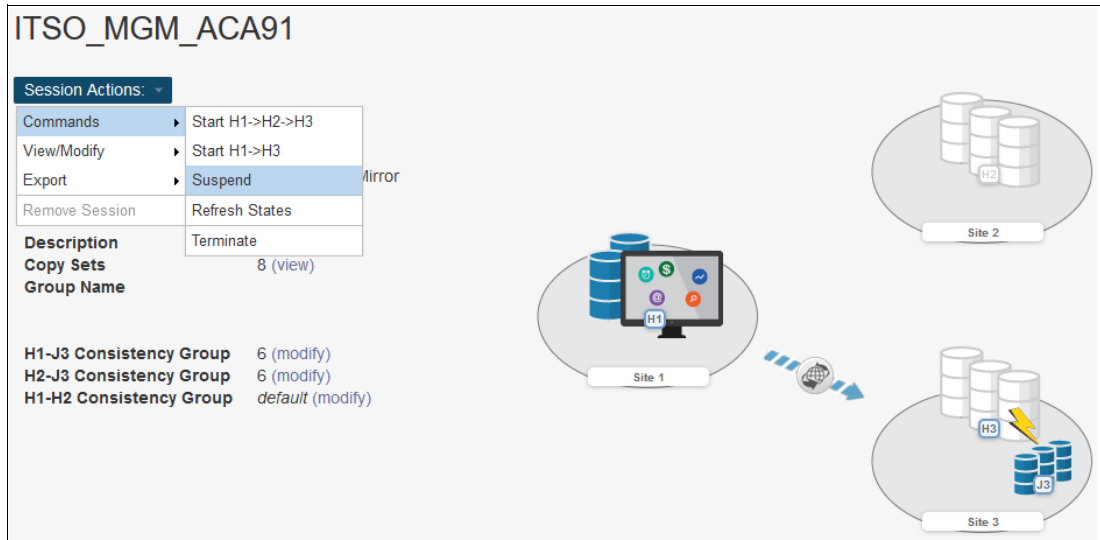 ITSO_MGM_ACA91
Session Actions:
Commands
Start H1->H2->H3
View/Modify
Start H1->H3
Export
Suspend
Mirror
Remove Session
Refresh States
Terminate
Description
Copy Sets 8 (view)
Group Name
H1-J3 Consistency Group 6 (modify)
H2-J3 Consistency Group 6 (modify)
H1-H2 Consistency Group default (modify)
H1
Site 1
H2
Site 2
H3
J3
Site 3